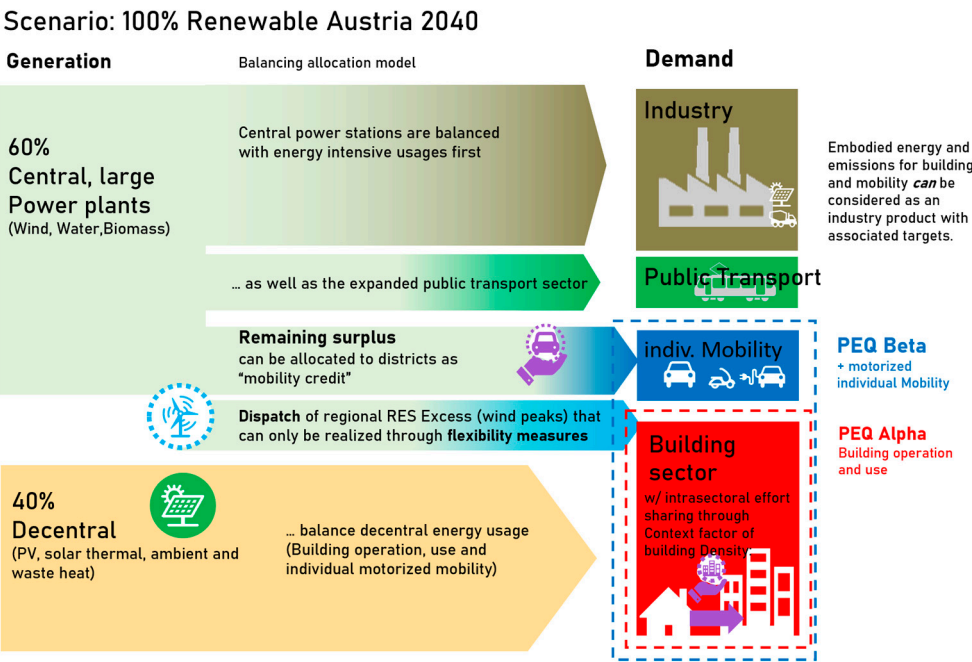 Scenario: 100% Renewable Austria 2040
Generation
Balancing allocation model
Demand
60%
Central, large
Power plants
(Wind, Water,Biomass)
Central power stations are balanced
with energy intensive usages first
Industry
Embodied energy and
emissions for building
and mobility can be
considered as an
industry product with
associated targets.
... as well as the expanded public transport sector
Public Transport
Remaining surplus
can be allocated to districts as
“mobility credit”
indiv. Mobility
PEQ Beta
+ motorized
individual Mobility
Dispatch of regional RES Excess (wind peaks) that
can only be realized through flexibility measures
PEQ Alpha
Building operation
and use
Building
sector
w/ intrasectoral effort
sharing through
Context factor of
building Density:
40%
Decentral
(PV, solar thermal, ambient and
waste heat)
... balance decentral energy usage
(Building operation, use and
individual motorized mobility)